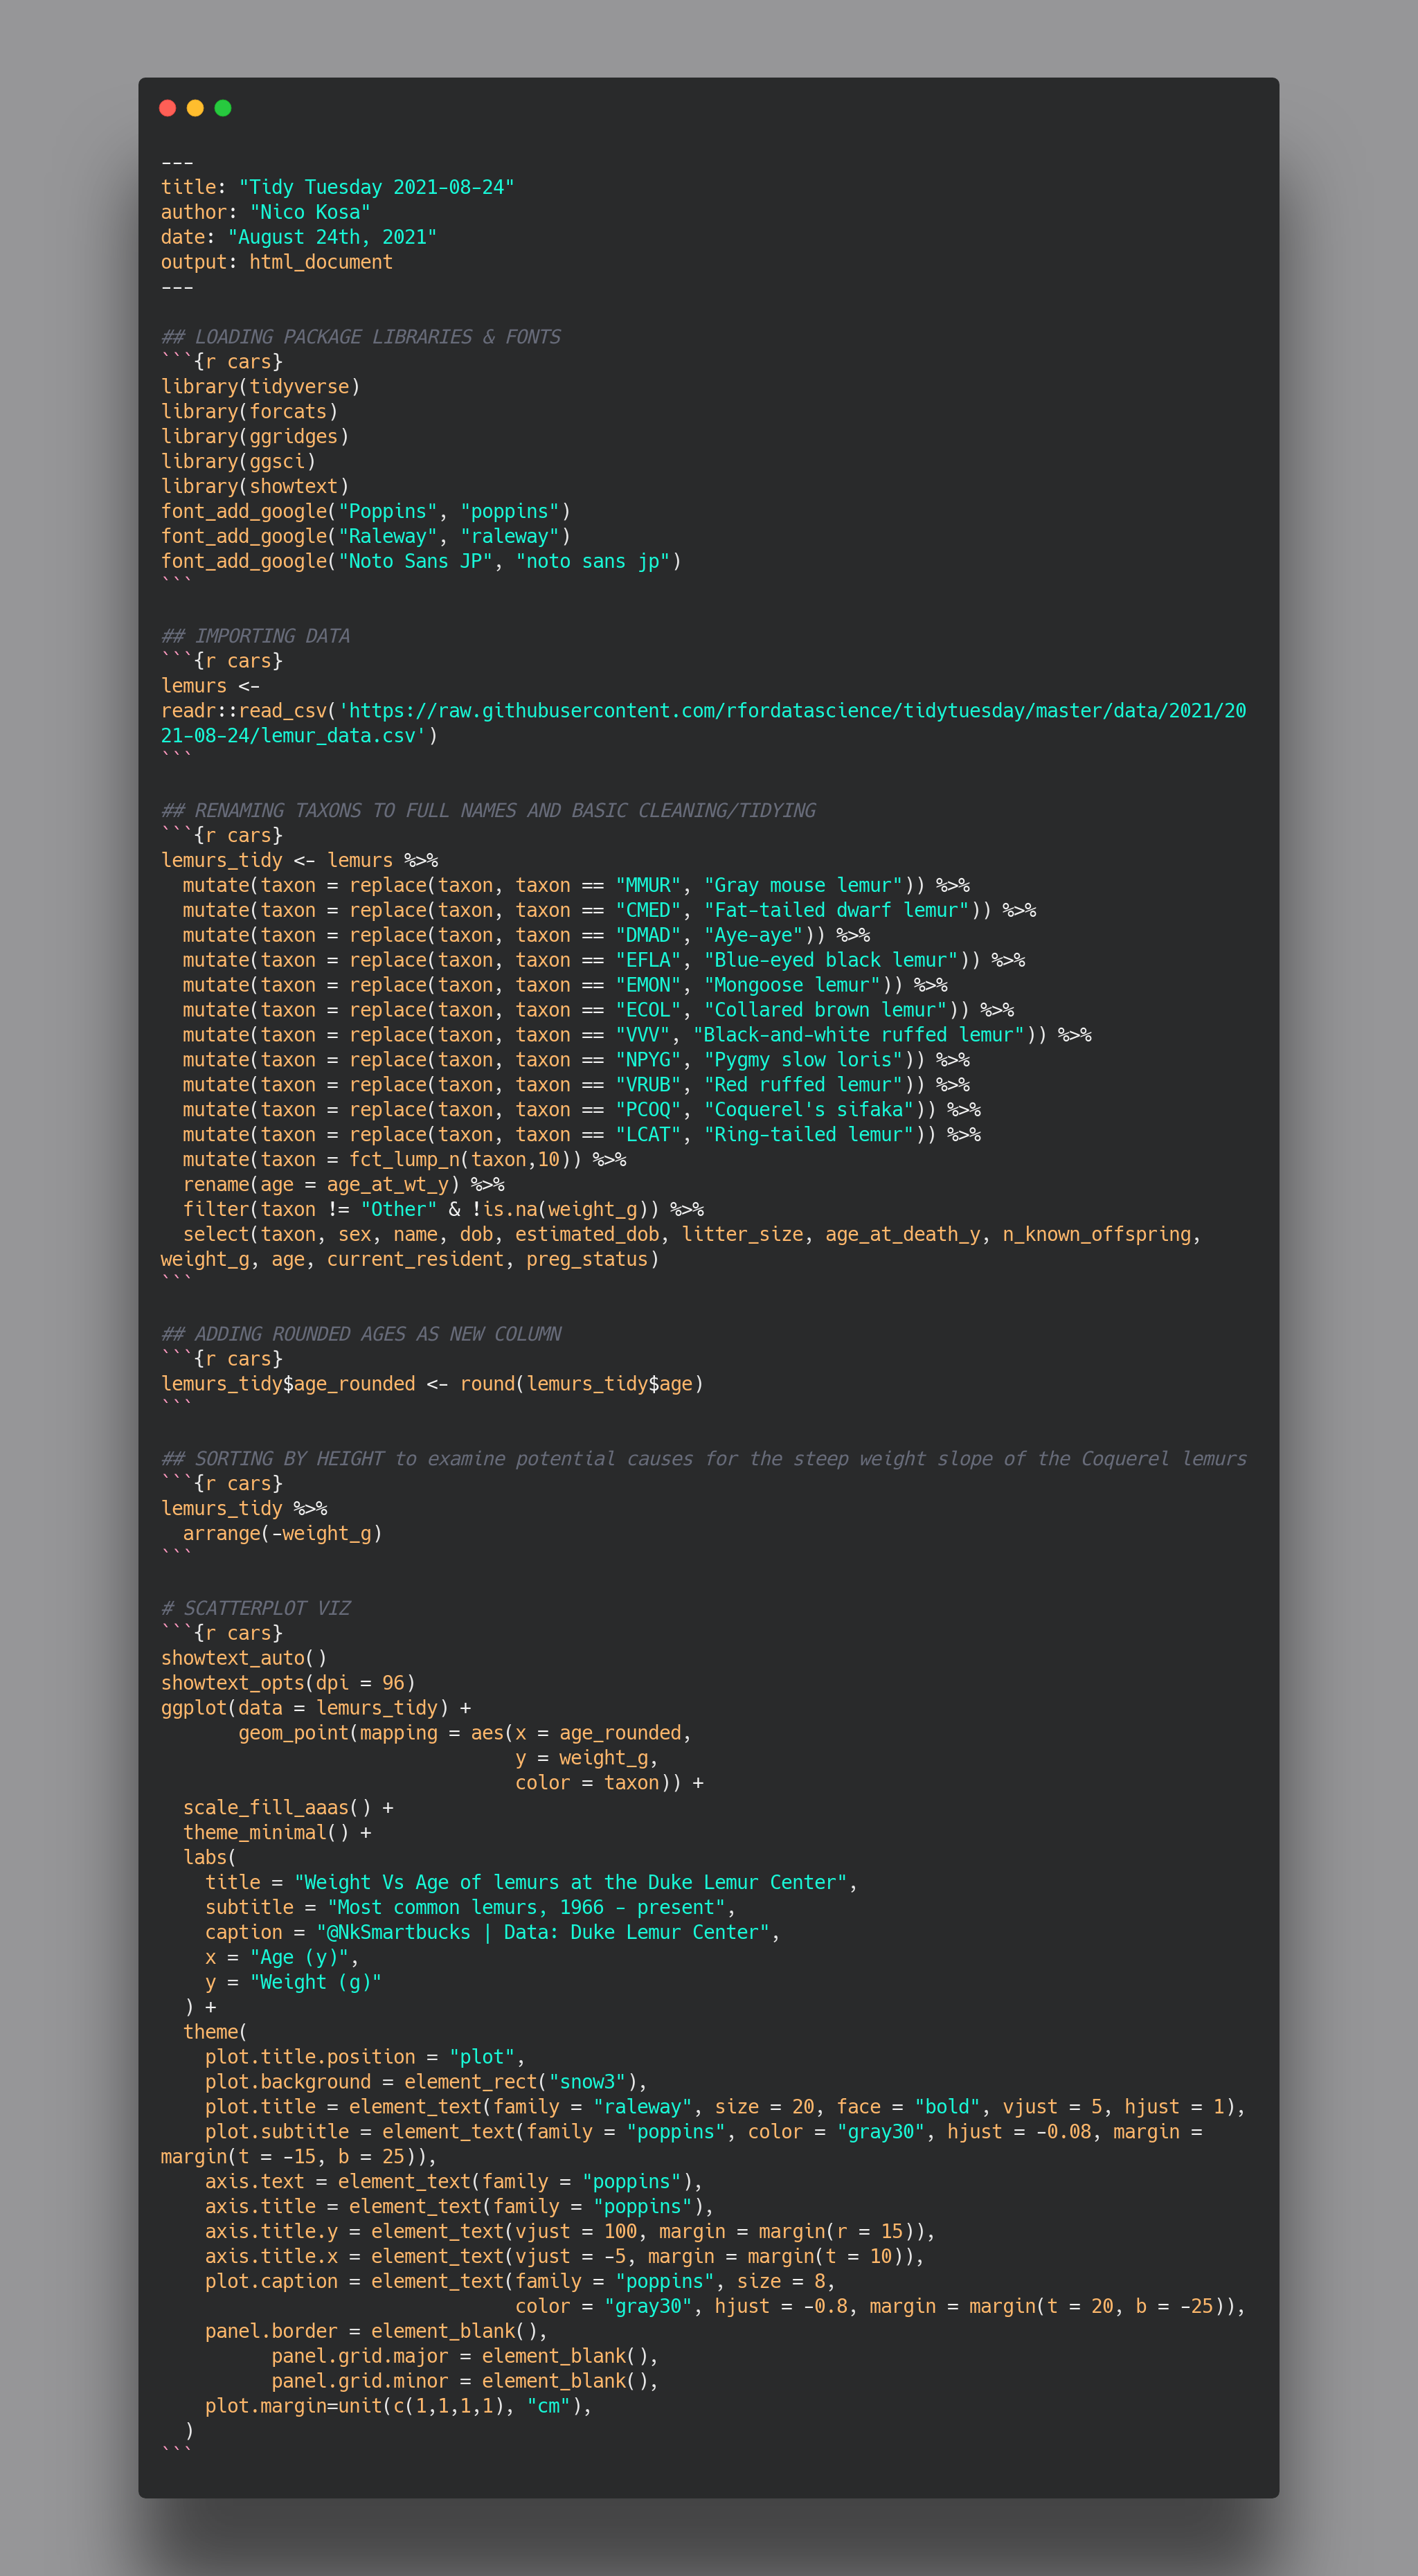 ---
title: "Tidy Tuesday 2021-08-24"
author: "Nico Kosa"
date: "August 24th, 2021"
output: html_document
---

## LOADING PACKAGE LIBRARIES & FONTS
```{r cars}
library(tidyverse)
library(forcats)
library(ggridges)
library(ggsci)
library(showtext)
font_add_google("Poppins", "poppins")
font_add_google("Raleway", "raleway")
font_add_google("Noto Sans JP", "noto sans jp")
```

## IMPORTING DATA
```{r cars}
lemurs <-
readr::read_csv('https://raw.githubusercontent.com/rfordatascience/tidytuesday/master/data/2021/20
21-08-24/lemur_data.csv')
```

## RENAMING TAXONS TO FULL NAMES AND BASIC CLEANING/TIDYING
```{r cars}
lemurs_tidy <- lemurs %>%
  mutate(taxon = replace(taxon, taxon == "MMUR", "Gray mouse lemur")) %>%
  mutate(taxon = replace(taxon, taxon == "CMED", "Fat-tailed dwarf lemur")) %>%
  mutate(taxon = replace(taxon, taxon == "DMAD", "Aye-aye")) %>%
  mutate(taxon = replace(taxon, taxon == "EFLA", "Blue-eyed black lemur")) %>%
  mutate(taxon = replace(taxon, taxon == "EMON", "Mongoose lemur")) %>%
  mutate(taxon = replace(taxon, taxon == "ECOL", "Collared brown lemur")) %>%
  mutate(taxon = replace(taxon, taxon == "VVV", "Black-and-white ruffed lemur")) %>%
  mutate(taxon = replace(taxon, taxon == "NPYG", "Pygmy slow loris")) %>%
  mutate(taxon = replace(taxon, taxon == "VRUB", "Red ruffed lemur")) %>%
  mutate(taxon = replace(taxon, taxon == "PCOQ", "Coquerel's sifaka")) %>%
  mutate(taxon = replace(taxon, taxon == "LCAT", "Ring-tailed lemur")) %>%
  mutate(taxon = fct_lump_n(taxon,10)) %>%
  rename(age = age_at_wt_y) %>%
  filter(taxon != "Other" & !is.na(weight_g)) %>%
  select(taxon, sex, name, dob, estimated_dob, litter_size, age_at_death_y, n_known_offspring,
weight_g, age, current_resident, preg_status)
```

## ADDING ROUNDED AGES AS NEW COLUMN
```{r cars}
lemurs_tidy$age_rounded <- round(lemurs_tidy$age)
```

## SORTING BY HEIGHT to examine potential causes for the steep weight slope of the Coquerel lemurs
```{r cars}
lemurs_tidy %>%
  arrange(-weight_g)
```

# SCATTERPLOT VIZ
```{r cars}
showtext_auto()
showtext_opts(dpi = 96)
ggplot(data = lemurs_tidy) +
       geom_point(mapping = aes(x = age_rounded,
                                y = weight_g,
                                color = taxon)) +
  scale_fill_aaas() +
  theme_minimal() +
  labs(
    title = "Weight Vs Age of lemurs at the Duke Lemur Center",
    subtitle = "Most common lemurs, 1966 - present",
    caption = "@NkSmartbucks | Data: Duke Lemur Center",
    x = "Age (y)",
    y = "Weight (g)"
  ) +
  theme(
    plot.title.position = "plot",
    plot.background = element_rect("snow3"),
    plot.title = element_text(family = "raleway", size = 20, face = "bold", vjust = 5, hjust = 1),
    plot.subtitle = element_text(family = "poppins", color = "gray30", hjust = -0.08, margin =
margin(t = -15, b = 25)),
    axis.text = element_text(family = "poppins"),
    axis.title = element_text(family = "poppins"),
    axis.title.y = element_text(vjust = 100, margin = margin(r = 15)),
    axis.title.x = element_text(vjust = -5, margin = margin(t = 10)),
    plot.caption = element_text(family = "poppins", size = 8,
                                color = "gray30", hjust = -0.8, margin = margin(t = 20, b = -25)),
    panel.border = element_blank(),
          panel.grid.major = element_blank(),
          panel.grid.minor = element_blank(),
    plot.margin=unit(c(1,1,1,1), "cm"),
  )
```